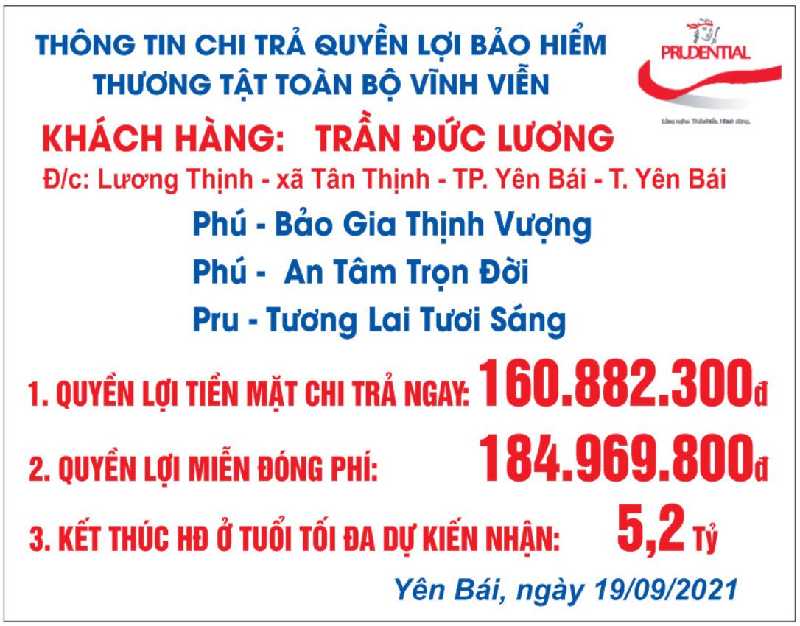 THÔNG TIN CHI TRẢ QUYỀN LỢI BẢO HIỂM
THƯƠNG TẬT TOÀN BỘ VĨNH VIỄN
PRUDENTIAL
KHÁCH HÀNG: TRẦN ĐỨC LƯƠNG
Đ/c: Lương Thịnh - xã Tân Thịnh - TP. Yên Bái - T. Yên Bái
Phú - Bảo Gia Thịnh Vượng
Phú - An Tâm Trọn Đời
Pru - Tương Lai Tươi Sáng
1. QUYỀN LỢI TIỀN MẶT CHI TRẢ NGAY: 160.882.300đ
2. QUYỀN LỢI MIỄN ĐÓNG PHÍ: 184.969.800đ
3. KẾT THÚC HĐ Ở TUỔI TỐI ĐA DỰ KIẾN NHẬN: 5,2 Tỷ
Yên Bái, ngày 19/09/2021